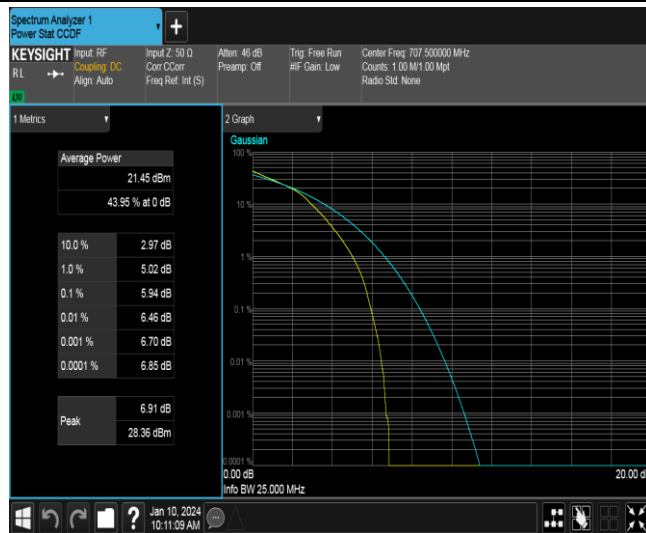 Spectrum Analyzer 1
Power Stat CCDF
+
KEYSIGHT
RL
Input: RF
Coupling: DC
Align: Auto
Input Z: 50 Ω
Corr CCorr
Freq Ref: Int (S)
Atten: 46 dB
Preamp: Off
Trig: Free Run
#IF Gain: Low
Center Freq: 707.500000 MHz
Counts: 1.00 M/1.00 Mpt
Radio Std: None
1 Metrics
Average Power
21.45 dBm
43.95 % at 0 dB
10.0 % 2.97 dB
1.0 % 5.02 dB
0.1 % 5.94 dB
0.01 % 6.46 dB
0.001 % 6.70 dB
0.0001 % 6.85 dB
Peak
6.91 dB
28.36 dBm
2 Graph
Gaussian
100 %
10 %
1 %
0.1 %
0.01 %
0.001 %
0.0001 %
0.00 dB
20.00 d
Info BW 25.000 MHz
?
Jan 10, 2024
10:11:09 AM